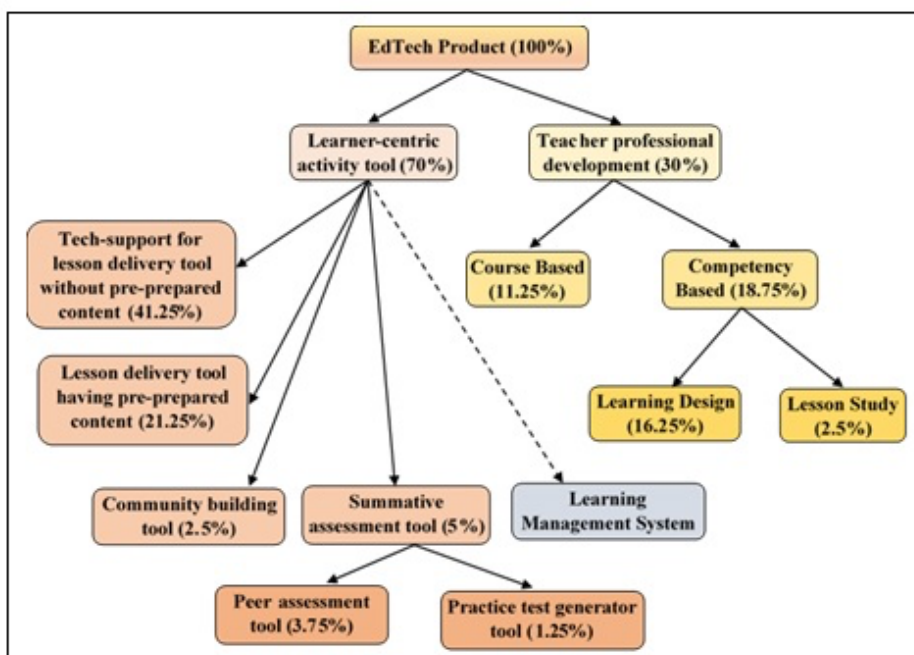 EdTech Product (100%)
Learner-centric
activity tool (70%)
Teacher professional
development (30%)
Tech-support for
lesson delivery tool
without pre-prepared
content (41.25%)
Course Based
(11.25%)
Competency
Based (18.75%)
Lesson delivery tool
having pre-prepared
content (21.25%)
Learning Design
(16.25%)
Lesson Study
(2.5%)
Community building
tool (2.5%)
Summative
assessment tool (5%)
Learning
Management System
Peer assessment
tool (3.75%)
Practice test generator
tool (1.25%)